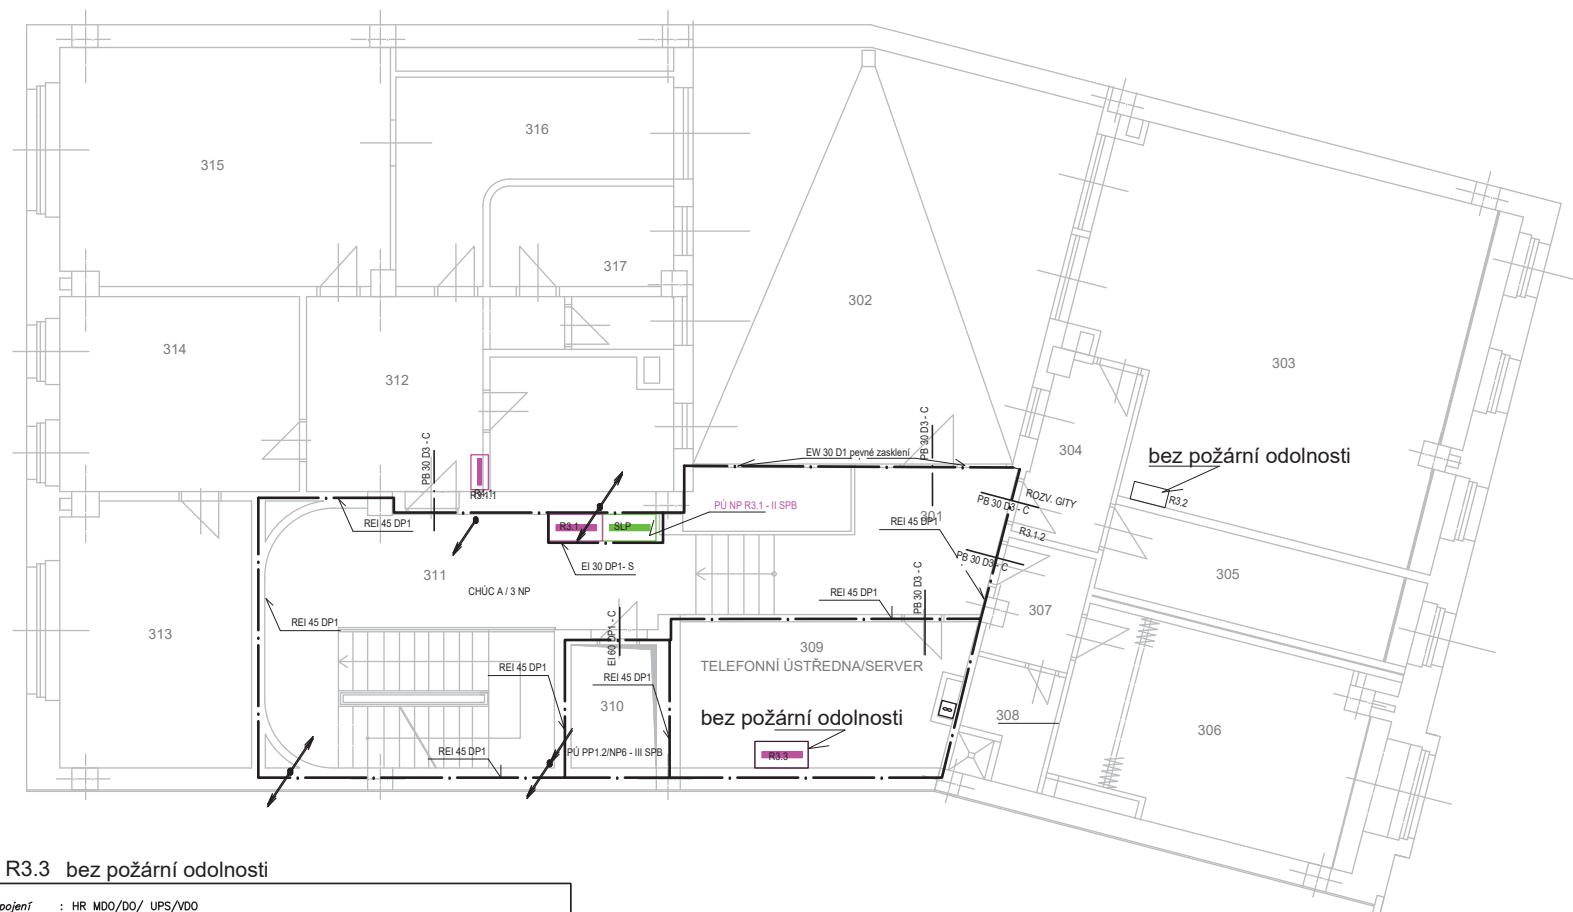 316
315
317
302
314
312
303
304
bez požární odolnosti
R3.2
PB 30 D3 - C
PB 30 D3 - C
EW 30 D1 pevné zasklení
R3.1.1
PÚ NP R3.1 - II SPB
ROZV. GITY
PB 30 D3 - C
301
REI 45 DP1
REI 45 DP1
R3.1
SLP
R3.1.2
PB 30 D3 - C
EI 30 DP1- S
311
CHÚC A / 3 NP
305
REI 45 DP1
PB 30 D3 - C
307
REI 45 DP1
313
EI 60 DP1 - C
309
TELEFONNÍ ÚSTŘEDNA/SERVER
REI 45 DP1
REI 45 DP1
310
bez požární odolnosti
308
306
REI 45 DP1
PÚ PP1.2/NP6 - III SPB
R3.3
R3.3 bez požární odolnosti
pojení : HR MDO/DO/ UPS/VDO